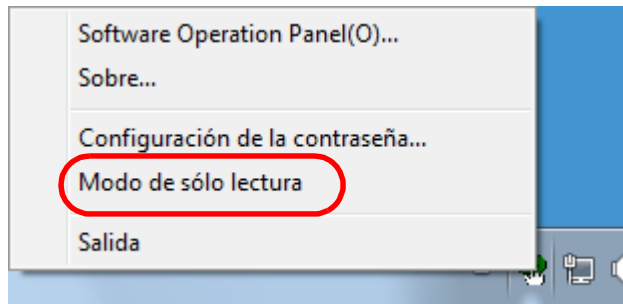 Software Operation Panel(O)...
Sobre...
Configuración de la contraseña...
Modo de sólo lectura
Salida